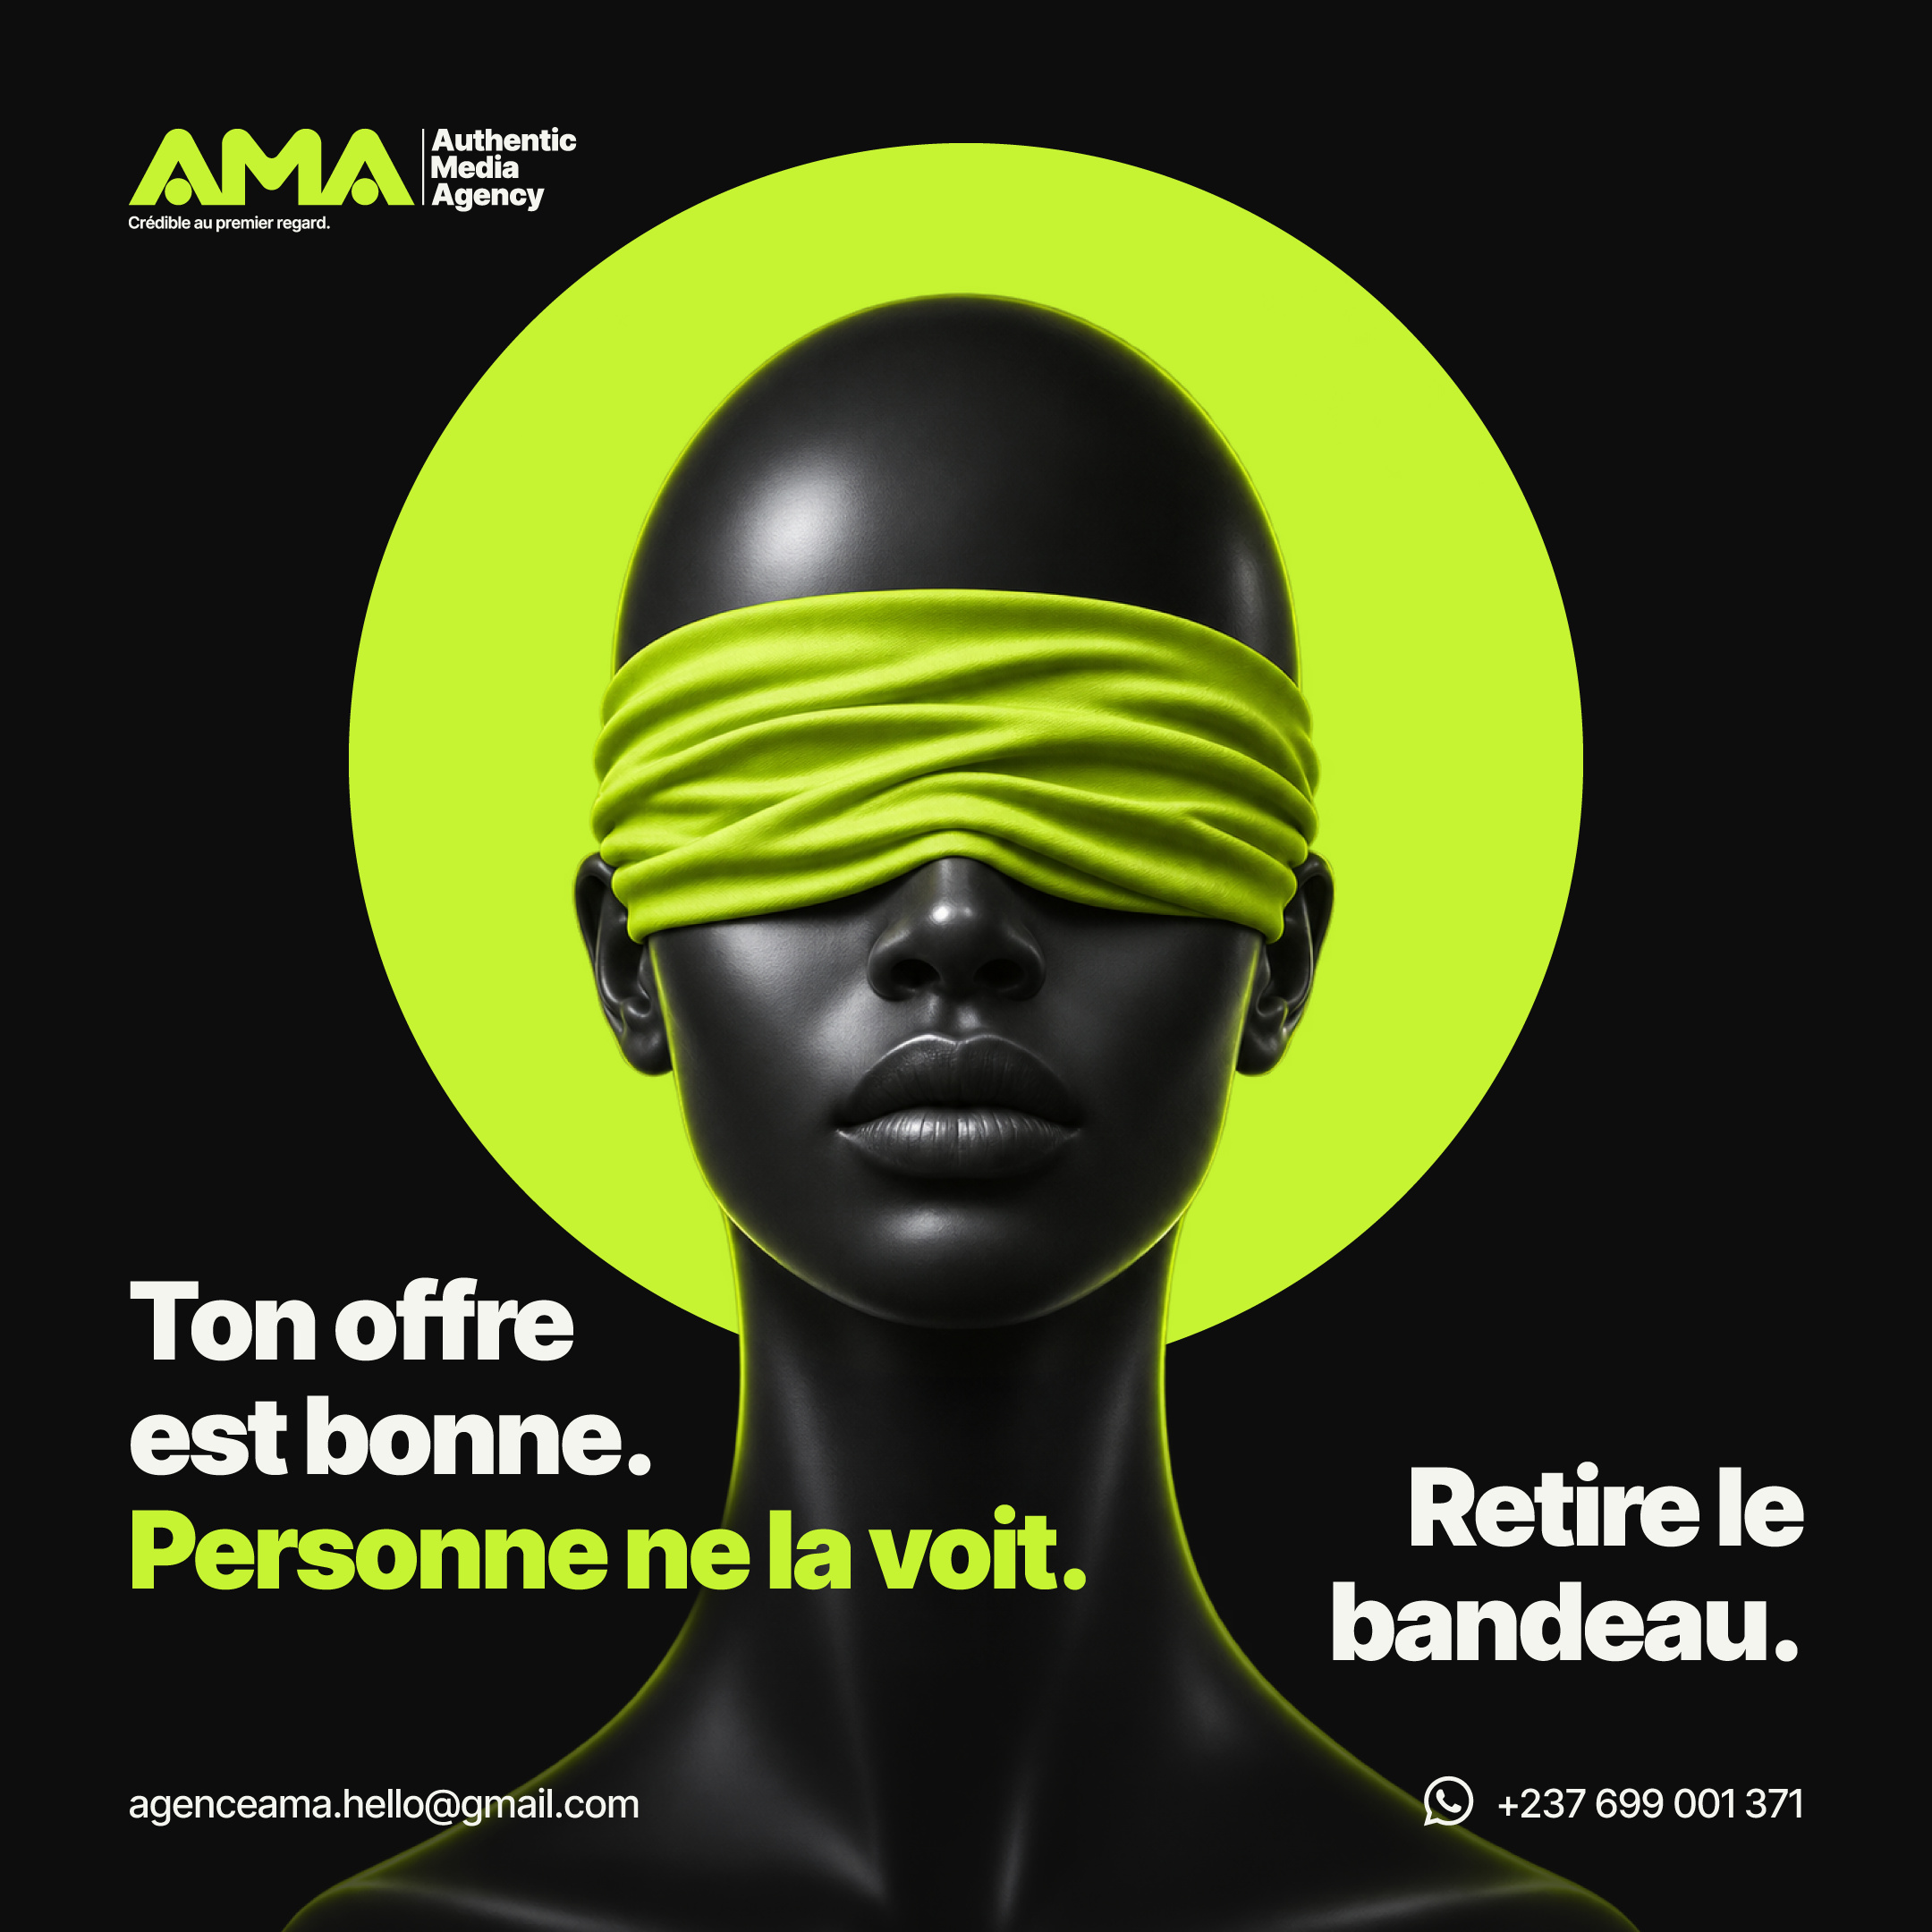 AMA
Authentic
Media
Agency
Crédible au premier regard.
Ton offre
est bonne.
Personne ne la voit.
Retire le
bandeau.
agenceama.hello@gmail.com
+237 699 001 371